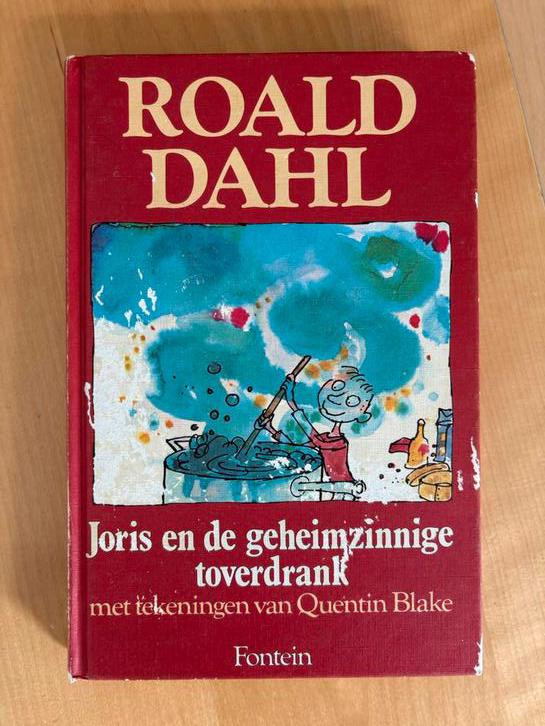 ROALD
DAHL
Joris en de geheimzinnige
toverdrank
met tekeningen van Quentin Blake
Fontein